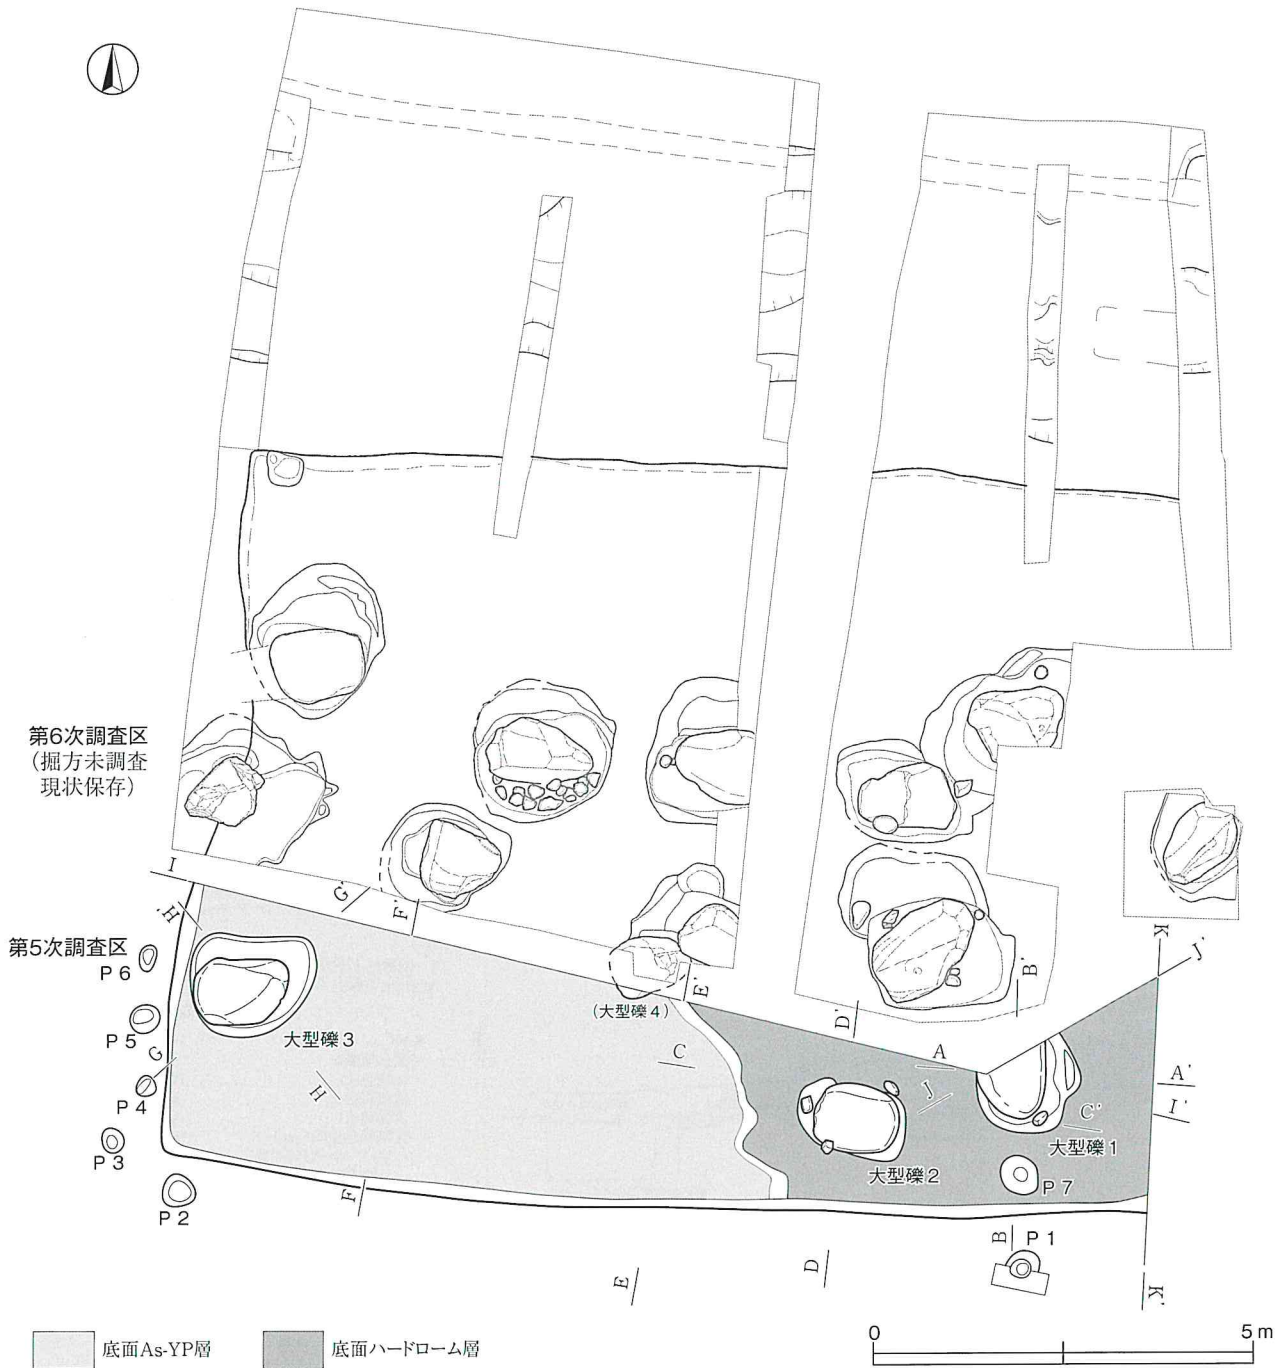 第6次調査区
(掘方未調査
現状保存)
I
G'
F'
H'
第5次調査区
P 6
E'
B'
K
J'
(大型礫4)
D'
P 5
大型礫3
G
C
A
A'
H
J
I'
P 4
C'
P 3
大型礫1
大型礫2
P 7
P 2
F
B
P 1
D
E
K'
底面As-YP層
底面ハードローム層
0
5 m